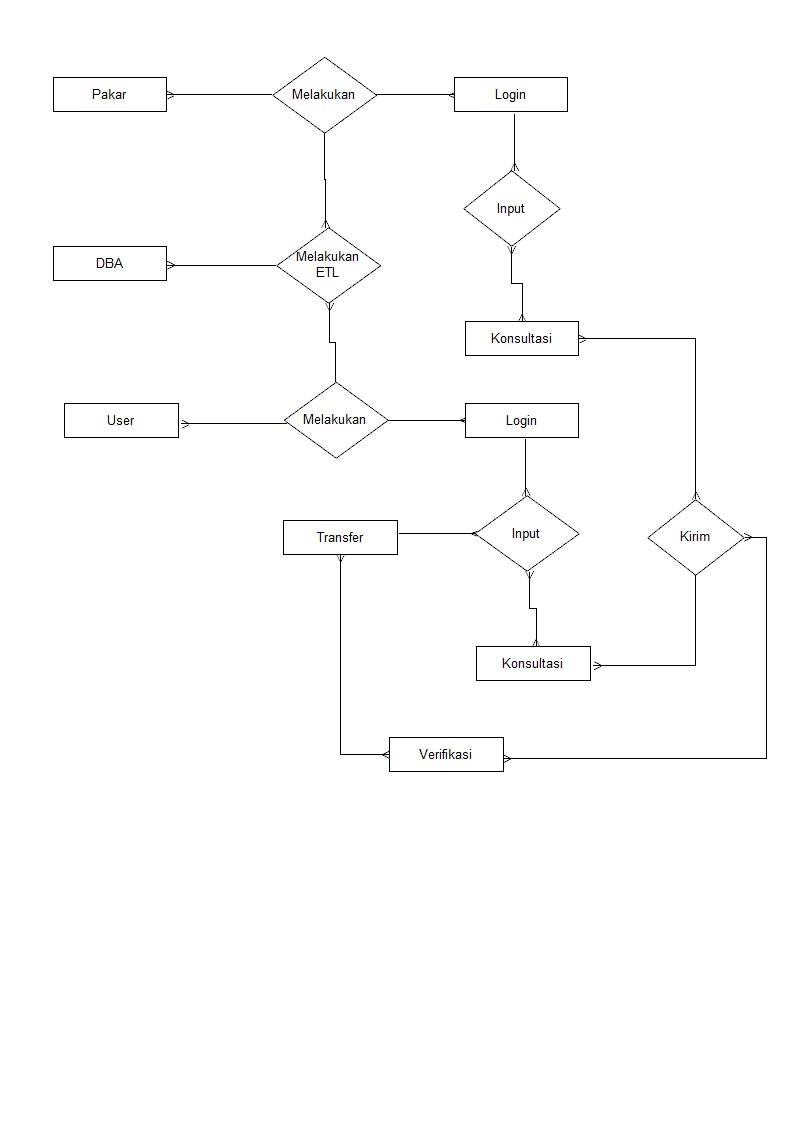 Pakar
Melakukan
Login
Input
DBA
Melakukan
ETL
Konsultasi
User
Melakukan
Login
Transfer
Input
Kirim
Konsultasi
Verifikasi